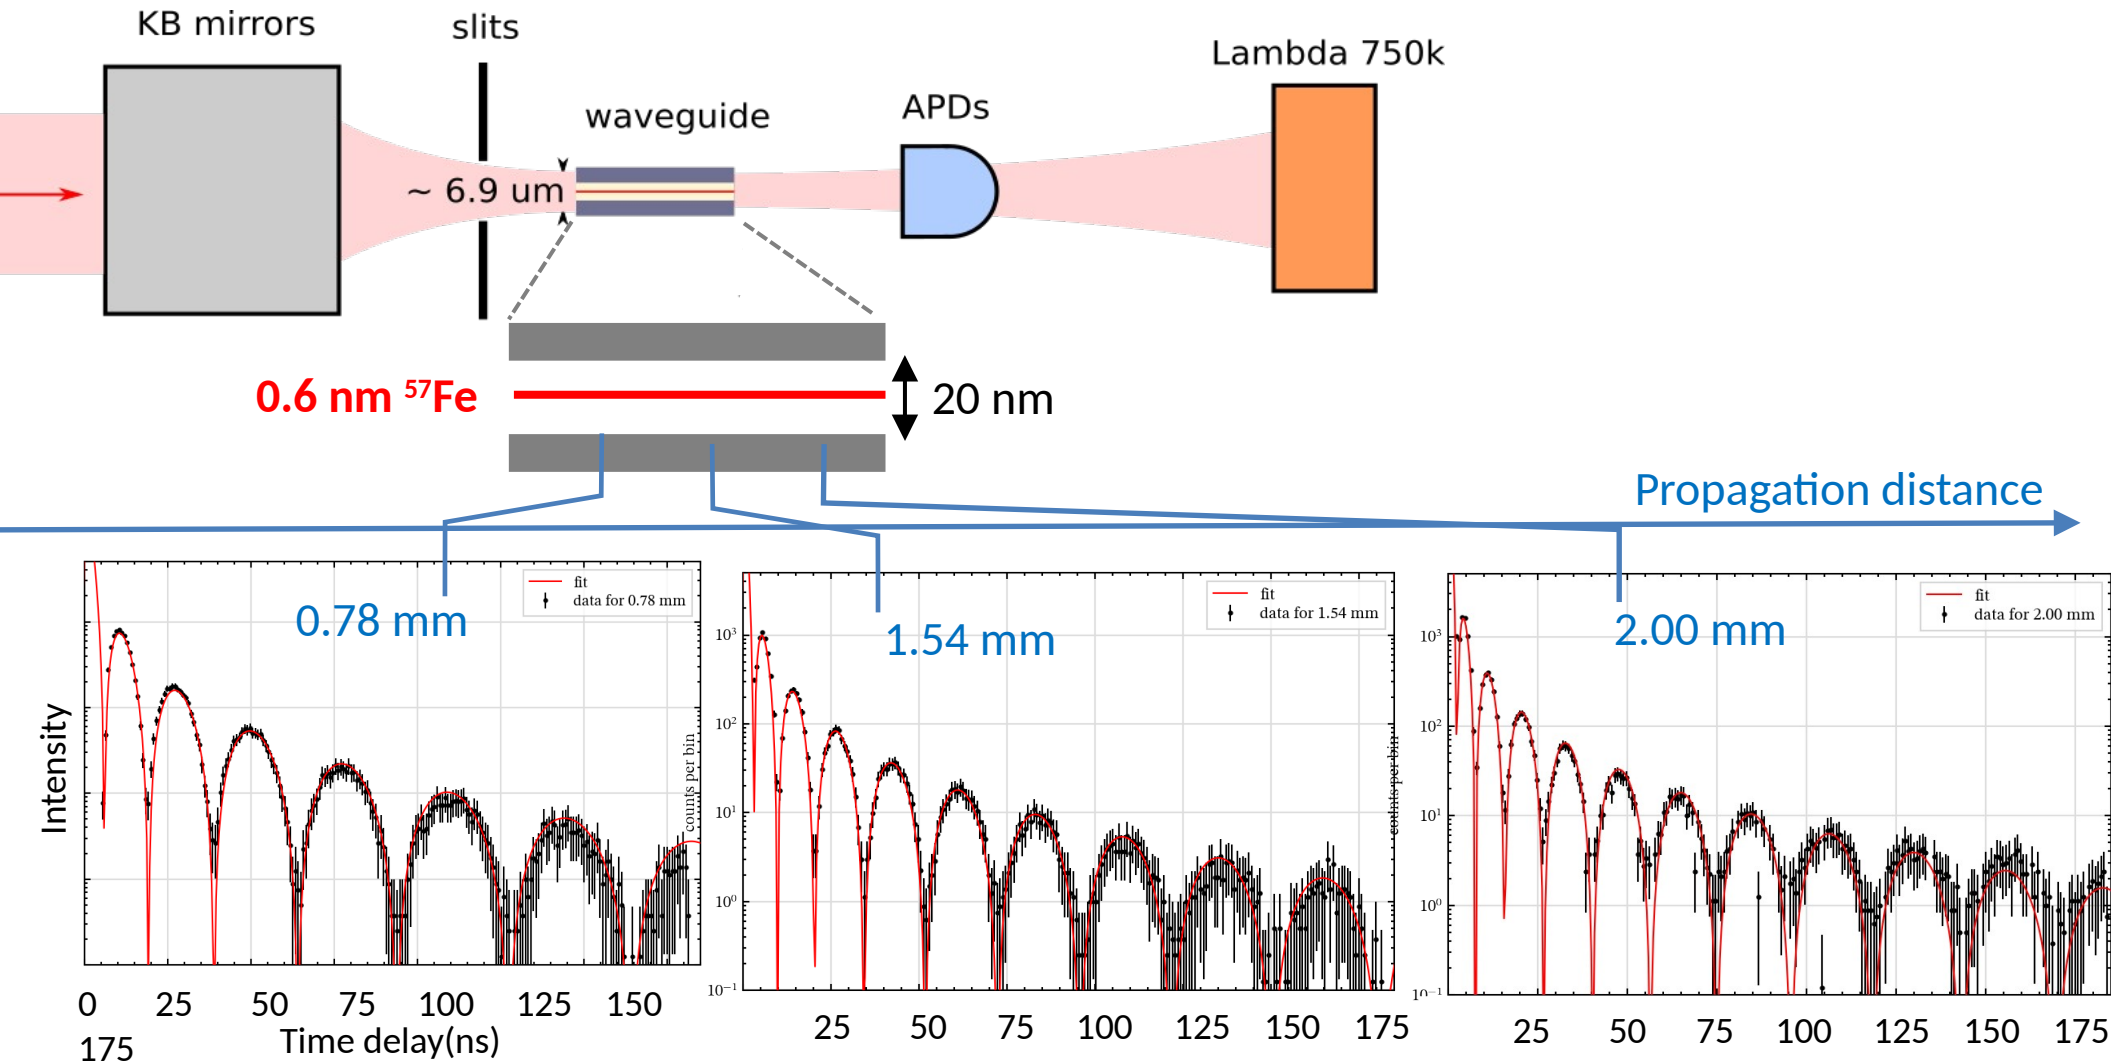 KB mirrors
slits
Lambda 750k
waveguide
APDs
~ 6.9 um
0.6 nm ⁵⁷Fe
20 nm
Propagation distance
fit
data for 0.78 mm
0.78 mm
Intensity
0 25 50 75 100 125 150
175
Time delay(ns)
counts per bin
fit
data for 1.54 mm
1.54 mm
10³
10²
10¹
10⁰
10⁻¹
25 50 75 100 125 150 175
counts per bin
fit
data for 2.00 mm
2.00 mm
10³
10²
10¹
10⁰
10⁻¹
25 50 75 100 125 150 175